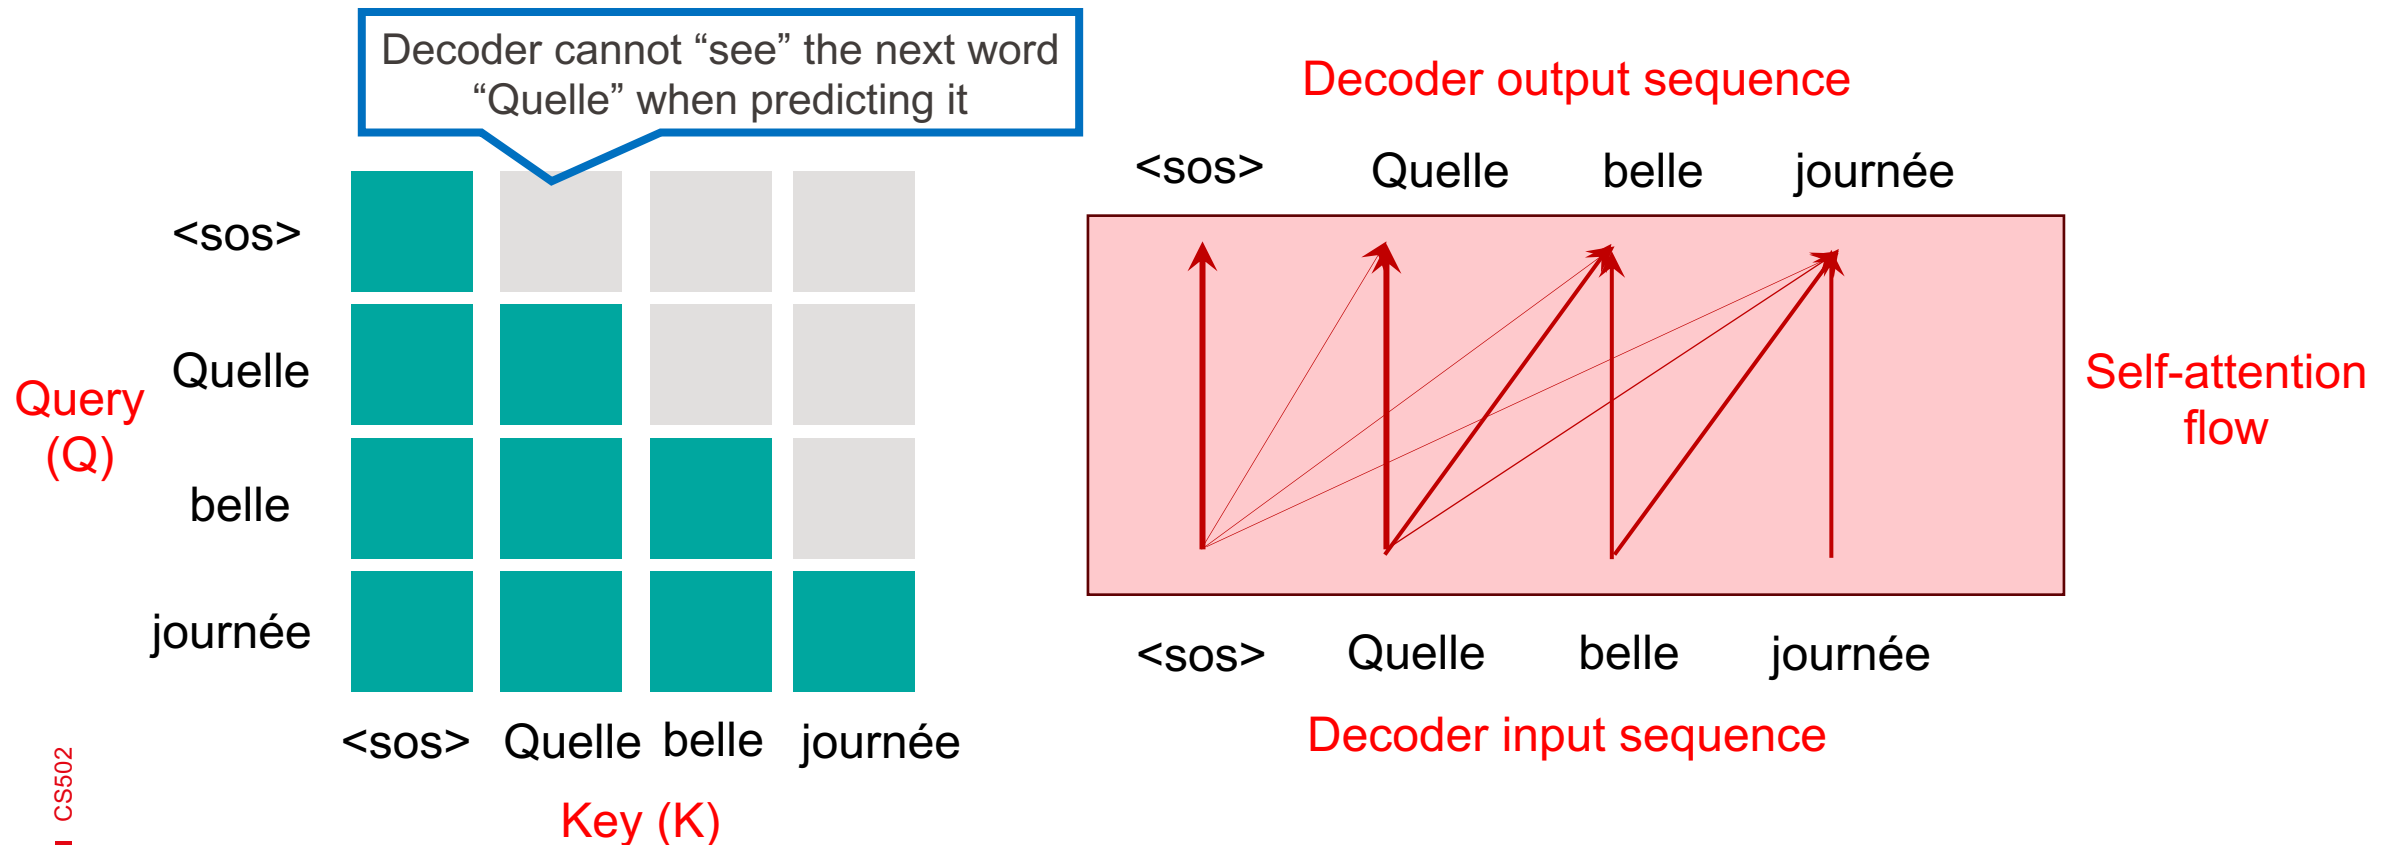 Decoder cannot “see” the next word
“Quelle” when predicting it
<sos>
Quelle
belle
journée
Query
(Q)
<sos> Quelle belle journée
Key (K)
Decoder output sequence
<sos> Quelle belle journée
Self-attention
flow
<sos> Quelle belle journée
Decoder input sequence
CS502